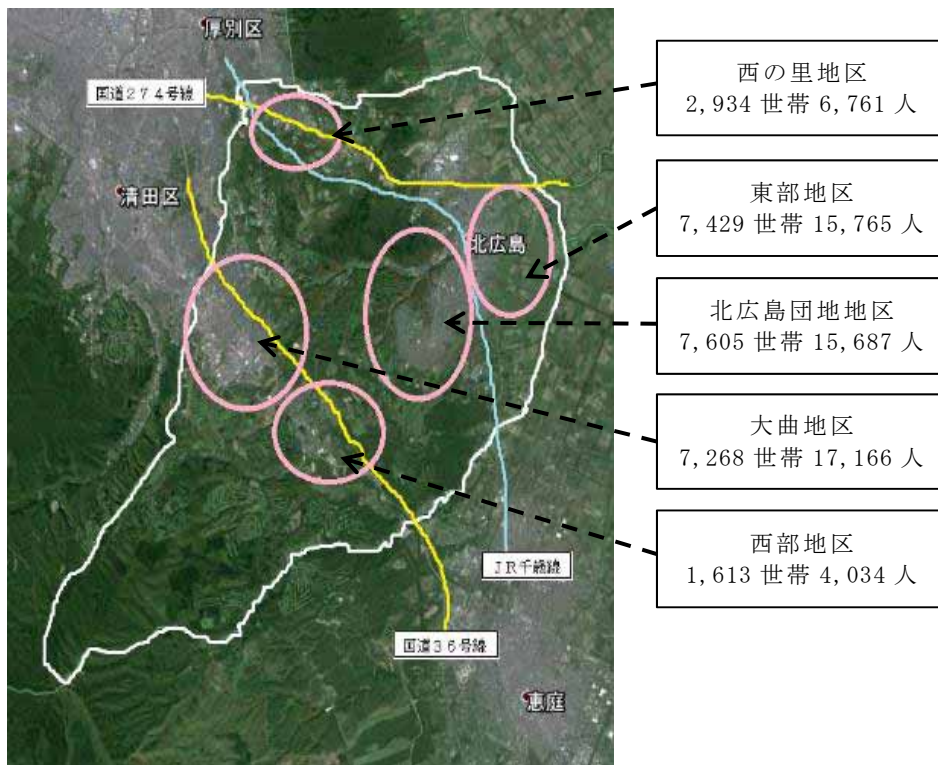 厚別区
国道274号線
清田区
北広島
JR千歳線
国道36号線
恵庭
西の里地区
2,934 世帯 6,761 人
東部地区
7,429 世帯 15,765 人
北広島団地地区
7,605 世帯 15,687 人
大曲地区
7,268 世帯 17,166 人
西部地区
1,613 世帯 4,034 人